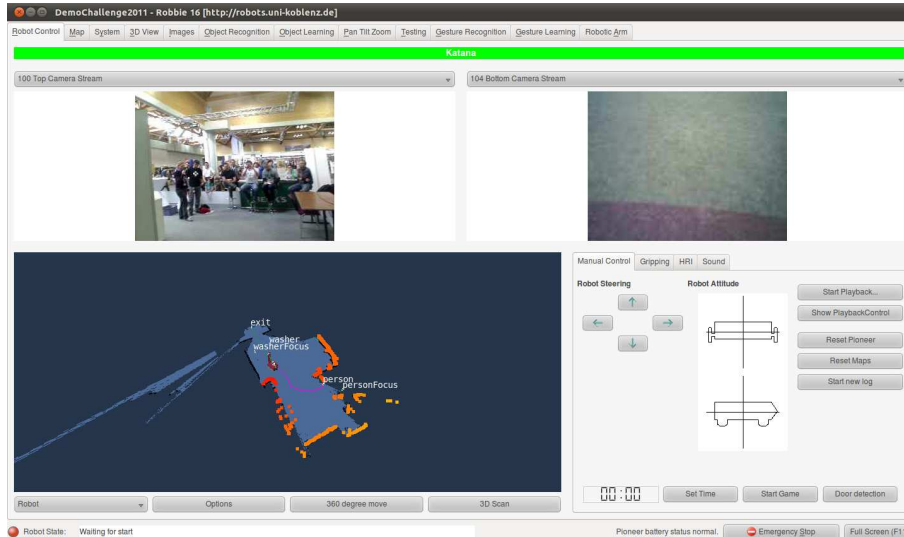 DemoChallenge2011 - Robbie 16 [http://robots.uni-koblenz.de]
Robot Control Map System 3D View Images Object Recognition Object Learning Pan Tilt Zoom Testing Gesture Recognition Gesture Learning Robotic Arm
Katana
100 Top Camera Stream
104 Bottom Camera Stream
exit
washer
washerFocus
person
personFocus
Manual Control Gripping HRI Sound
Robot Steering
Robot Attitude
Start Playback...
Show PlaybackControl
Reset Pioneer
Reset Maps
Start new log
00:00
Set Time
Start Game
Door detection
Robot
Options
360 degree move
3D Scan
Robot State: Waiting for start
Pioneer battery status normal.
Emergency Stop
Full Screen (F1